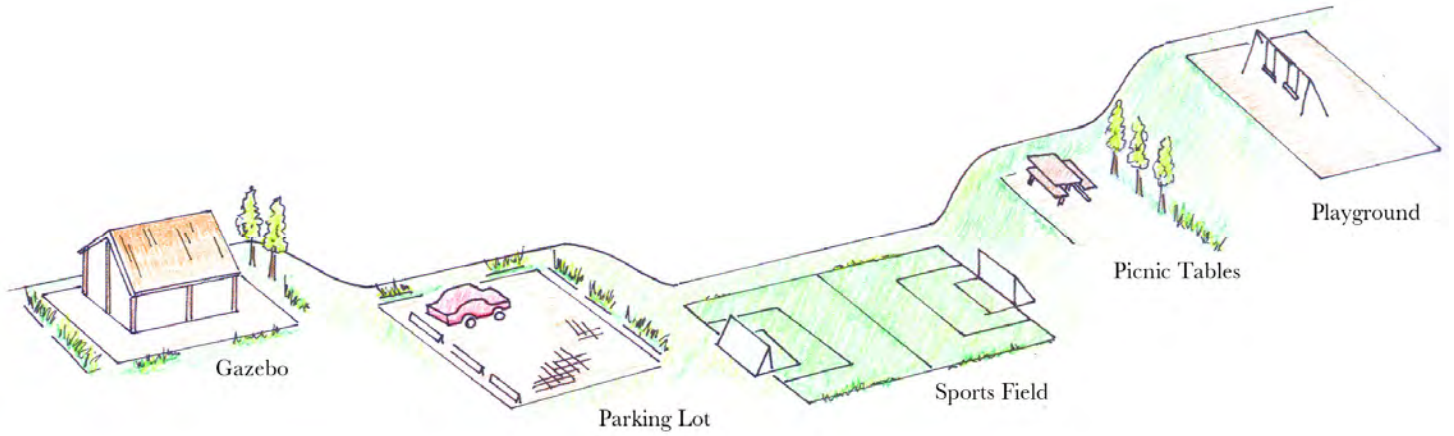 Gazebo
Parking Lot
Sports Field
Picnic Tables
Playground